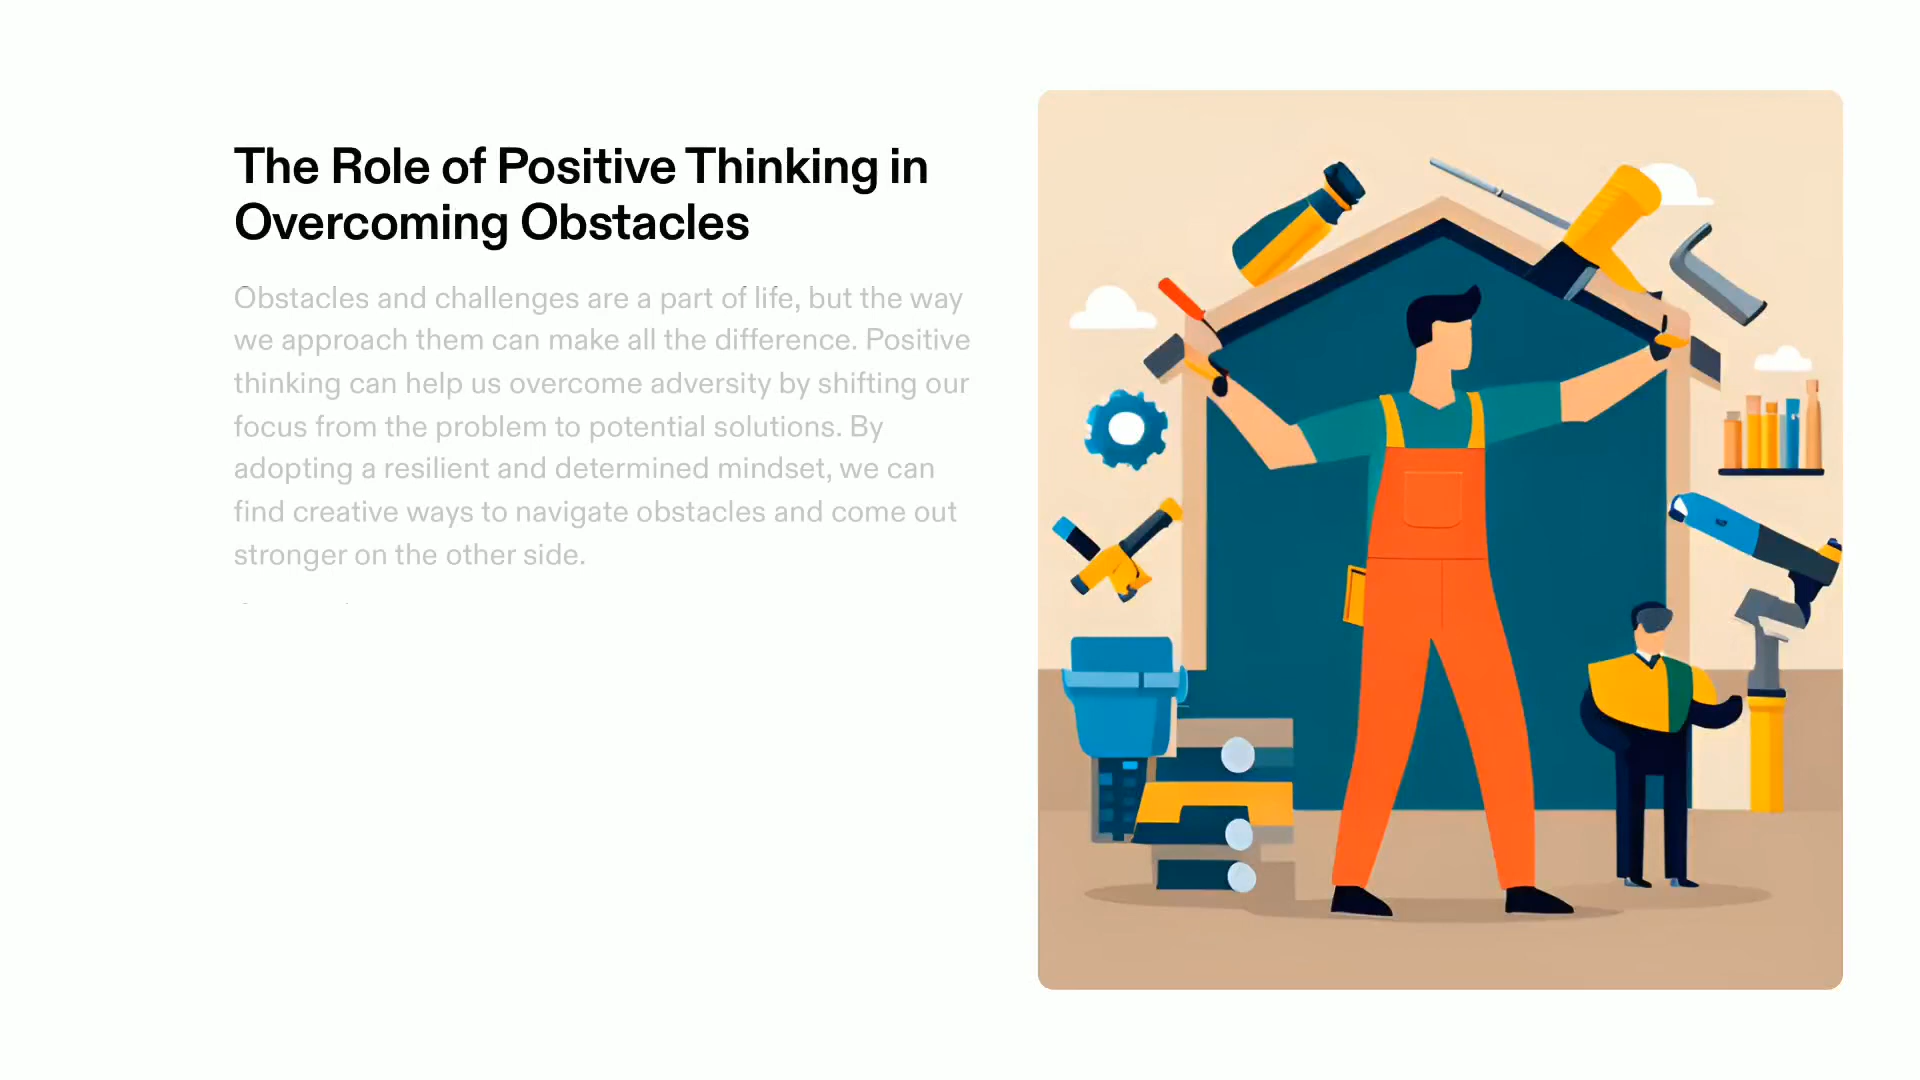 The Role of Positive Thinking in
Overcoming Obstacles
Obstacles and challenges are a part of life, but the way
we approach them can make all the difference. Positive
thinking can help us overcome adversity by shifting our
focus from the problem to potential solutions. By
adopting a resilient and determined mindset, we can
find creative ways to navigate obstacles and come out
stronger on the other side.